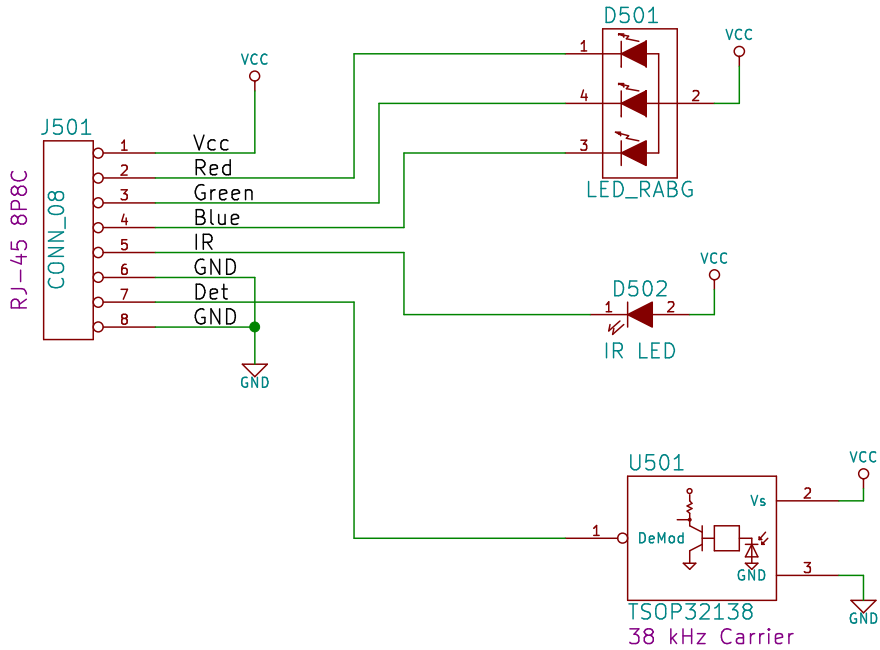 D501
VCC
1
4
2
3
LED_RABG
VCC
J501
RJ-45 8P8C
CONN_08
1 Vcc
2 Red
3 Green
4 Blue
5 IR
6 GND
7 Det
8 GND
GND
VCC
D502
1 2
IR LED
U501
VCC
Vs 2
1 DeMod
GND 3
GND
TSOP32138
38 kHz Carrier